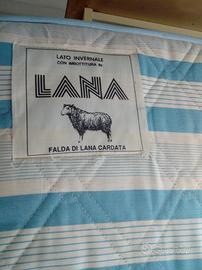 LATO INVERNALE
CON IMBOTTITURA IN
LANA
FALDA DI LANA CARDATA